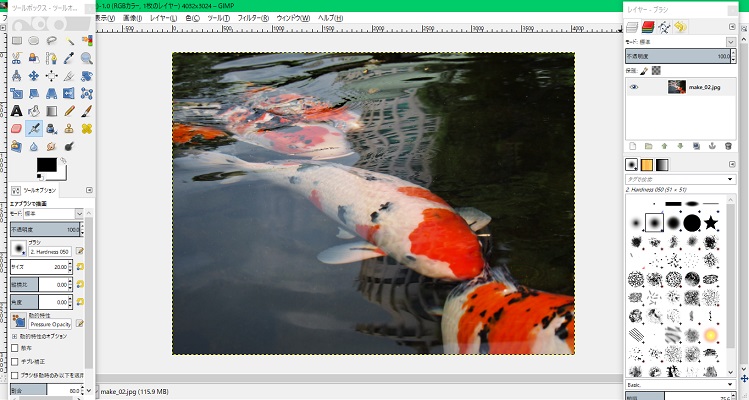 ツールボックス - ツールオ...
-1.0 (RGBカラー, 1枚のレイヤー) 4032x3024 – GIMP
レイヤー - ブラシ
表示(V) 画像(I) レイヤー(L) 色(C) ツール(T) フィルター(R) ウィンドウ(W) ヘルプ(H)
0 500 1000 1500 2000 2500 3000 3500 4000
モード: 標準
不透明度 100.0
保護:
make_02.jpg
タグで検索
2. Hardness 050 (51 × 51)
Basic,
ツールオプション
エアブラシで描画
モード: 標準
不透明度 100.0
ブラシ
2. Hardness 050
サイズ 20.00
縦横比 0.00
角度 0.00
動的特性
Pressure Opacity
動的特性のオプション
散布
手ブレ補正
ブラシ移動時のみ以下を適用
割合 80.0
make_02.jpg (115.9 MB)